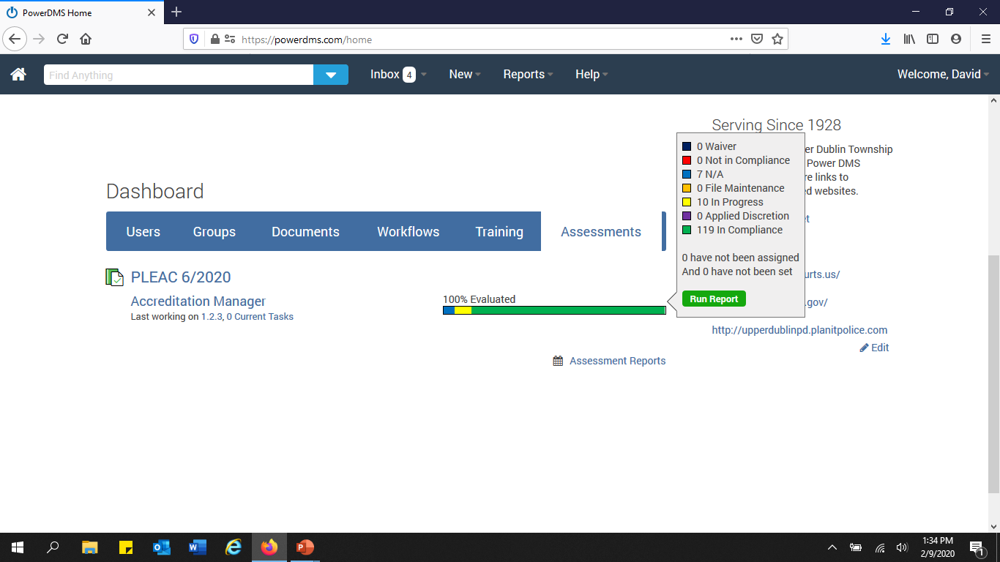 PowerDMS Home
https://powerdms.com/home
Find Anything
Inbox 4
New
Reports
Help
Welcome, David
Serving Since 1928
er Dublin Township
Power DMS
re links to
ed websites.
et
urts.us/
.gov/
http://upperdublinpd.planitpolice.com
Edit
0 Waiver
0 Not in Compliance
7 N/A
0 File Maintenance
10 In Progress
0 Applied Discretion
119 In Compliance
0 have not been assigned
And 0 have not been set
Run Report
Dashboard
Users
Groups
Documents
Workflows
Training
Assessments
PLEAC 6/2020
Accreditation Manager
Last working on 1.2.3, 0 Current Tasks
100% Evaluated
Assessment Reports
1:34 PM
2/9/2020
1